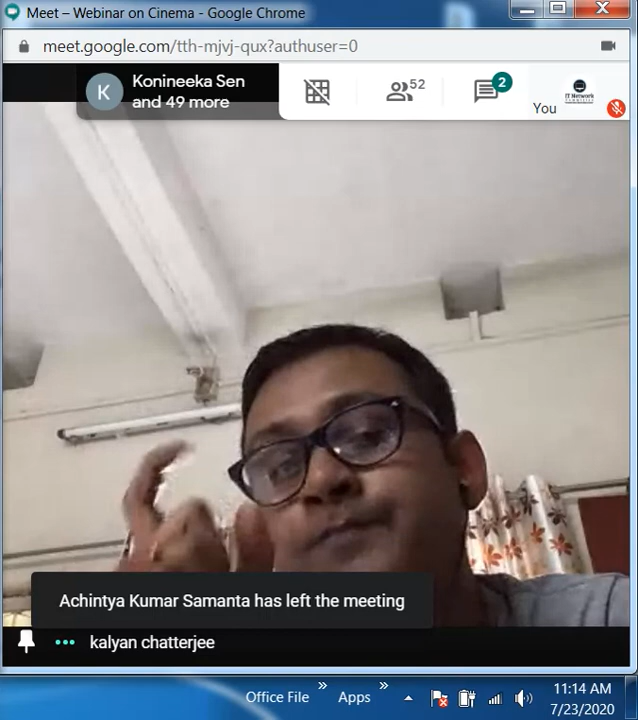 Meet – Webinar on Cinema - Google Chrome
meet.google.com/tth-mjvj-qux?authuser=0
K
Konineeka Sen
and 49 more
52
2
You
IT Network
Achintya Kumar Samanta has left the meeting
kalyan chatterjee
Office File
»
Apps
»
11:14 AM
7/23/2020